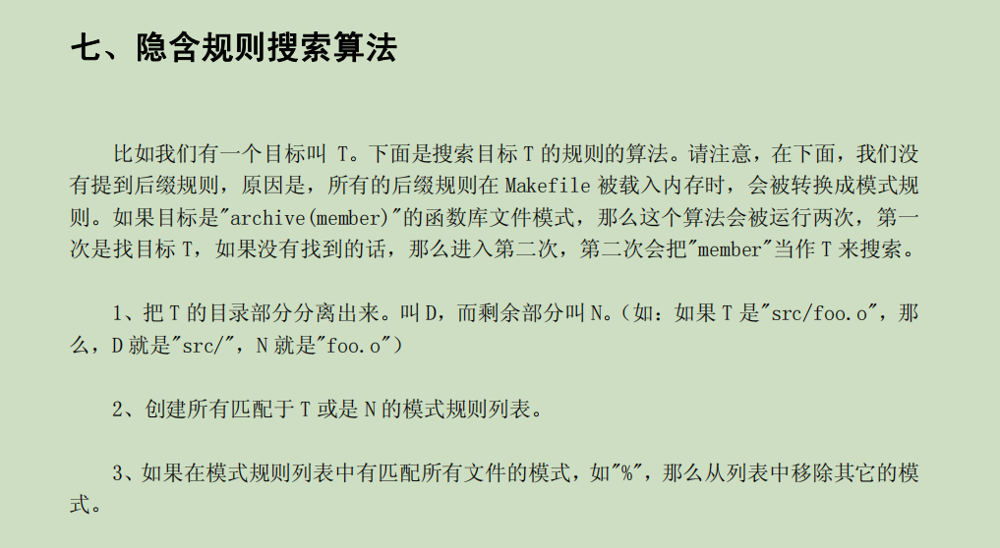 七、隐含规则搜索算法
比如我们有一个目标叫 T。下面是搜索目标 T 的规则的算法。请注意，在下面，我们没
有提到后缀规则，原因是，所有的后缀规则在 Makefile 被载入内存时，会被转换成模式规
则。如果目标是"archive(member)"的函数库文件模式，那么这个算法会被运行两次，第一
次是找目标 T，如果没有找到的话，那么进入第二次，第二次会把"member"当作 T 来搜索。
1、把 T 的目录部分分离出来。叫 D，而剩余部分叫 N。（如：如果 T 是"src/foo.o"，那
么，D 就是"src/"，N 就是"foo.o"）
2、创建所有匹配于 T 或是 N 的模式规则列表。
3、如果在模式规则列表中有匹配所有文件的模式，如"%"，那么从列表中移除其它的模
式。